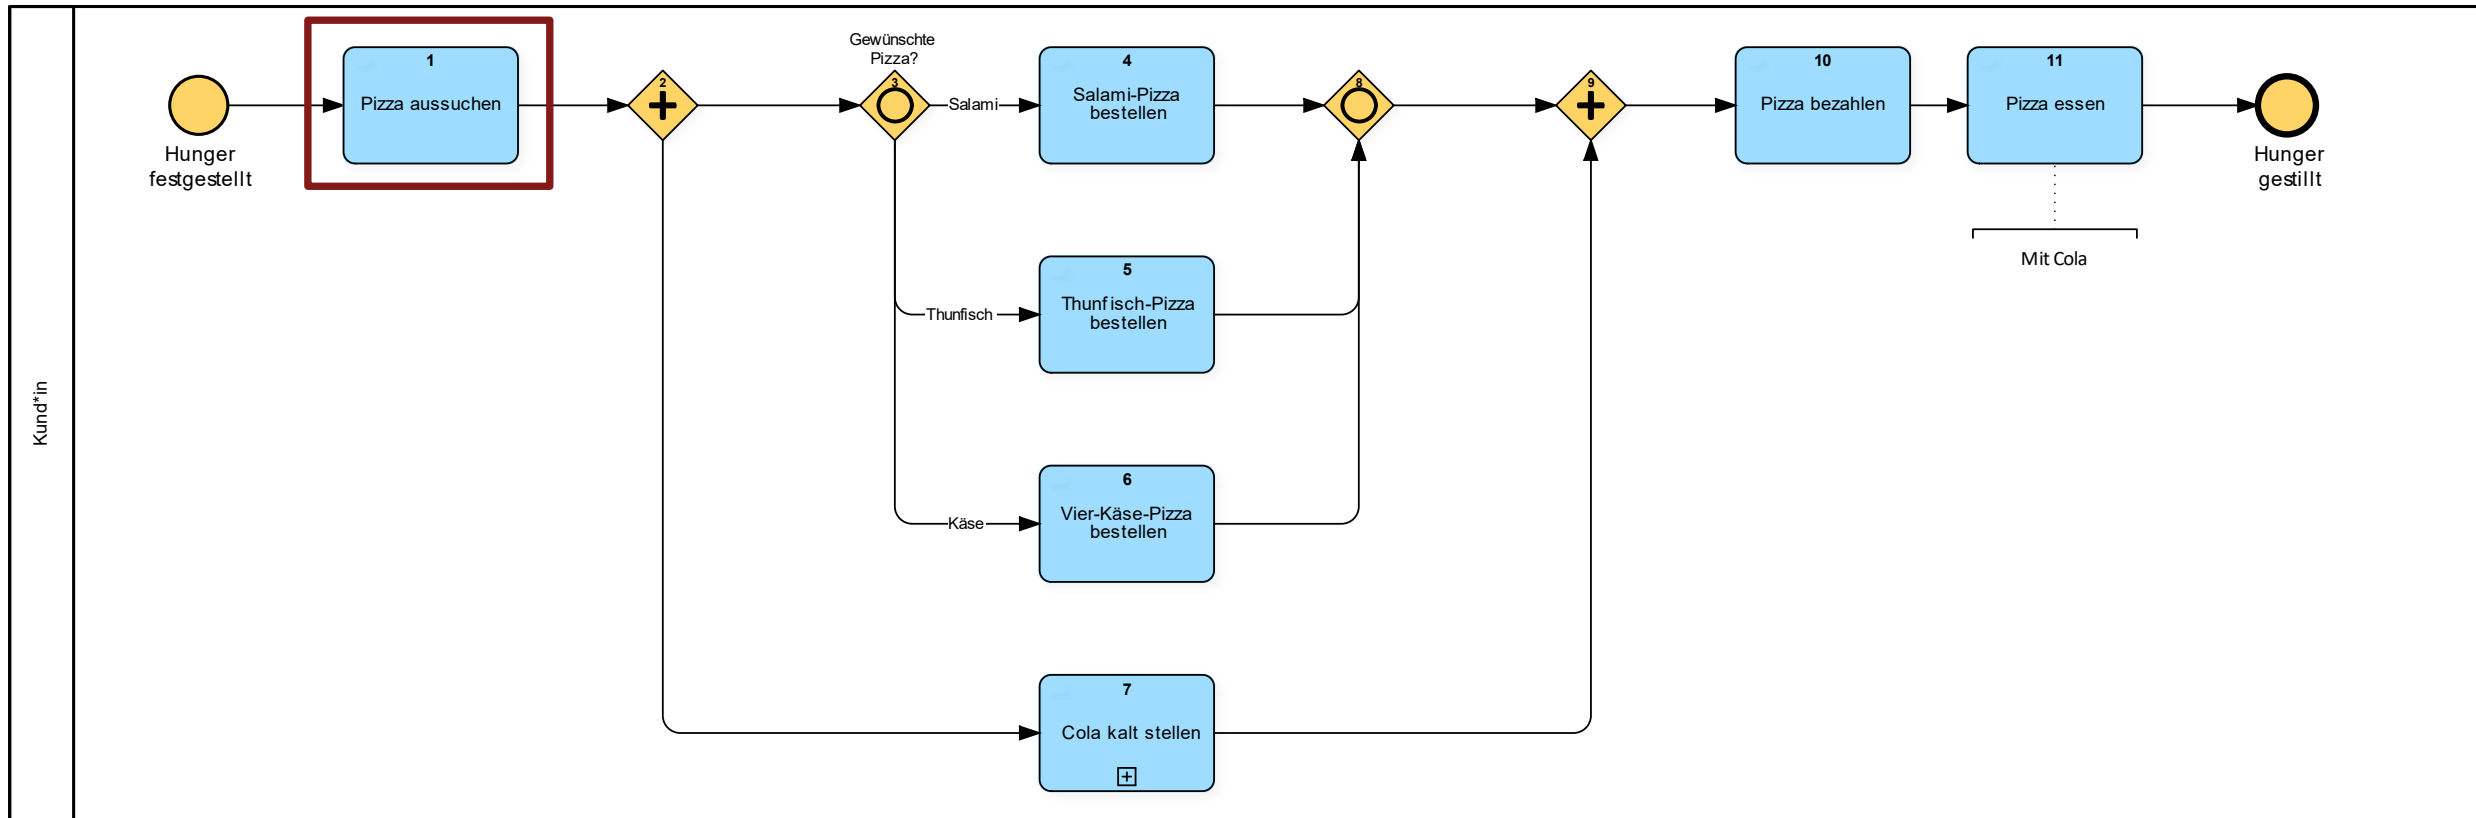 Kund*in
Hunger
festgestellt
1
Pizza aussuchen
2
Gewünschte
Pizza?
3
Salami
4
Salami-Pizza
bestellen
Thunfisch
5
Thunfisch-Pizza
bestellen
Käse
6
Vier-Käse-Pizza
bestellen
7
Cola kalt stellen
8
9
10
Pizza bezahlen
11
Pizza essen
Mit Cola
Hunger
gestillt